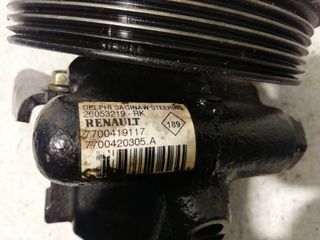 DELPHI SAGINAW STEERING
26053219 - RK
RENAULT
189
7700419117.
7700420305.A